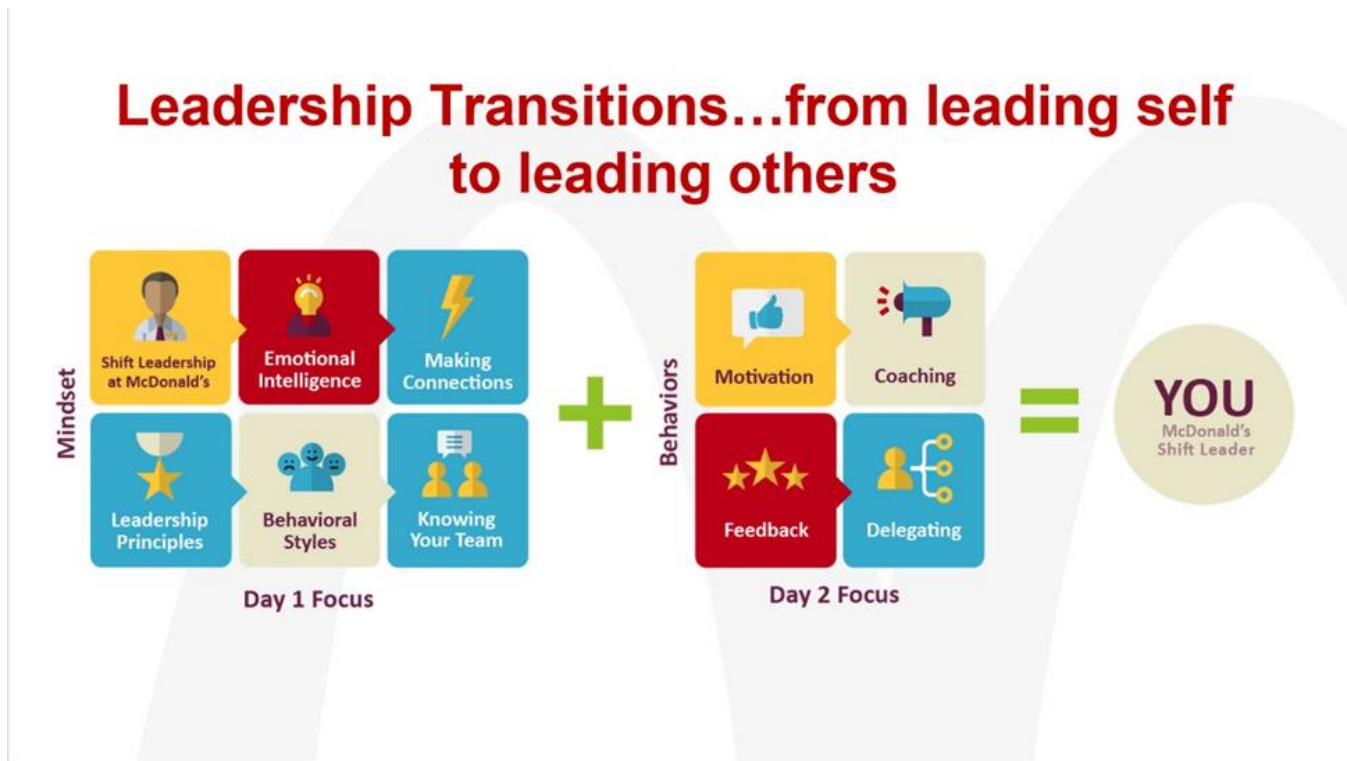 Leadership Transitions...from leading self
to leading others
Mindset
Shift Leadership
at McDonald's
Emotional
Intelligence
Making
Connections
Leadership
Principles
Behavioral
Styles
Knowing
Your Team
Day 1 Focus
+
Behaviors
Motivation
Coaching
Feedback
Delegating
Day 2 Focus
=
YOU
McDonald's
Shift Leader